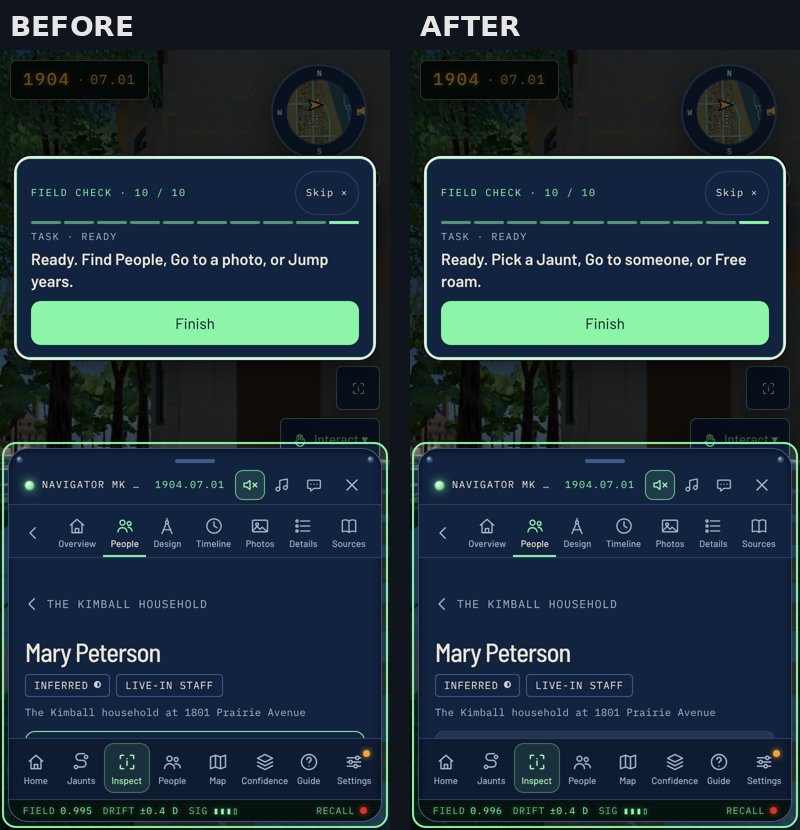 BEFORE
1904 · 07.01
N
W
S
FIELD CHECK · 10 / 10
Skip ×
TASK · READY
Ready. Find People, Go to a photo, or Jump
years.
Finish
Interact ▾
NAVIGATOR MK …
1904.07.01
Overview
People
Design
Timeline
Photos
Details
Sources
THE KIMBALL HOUSEHOLD
Mary Peterson
INFERRED
LIVE-IN STAFF
The Kimball household at 1801 Prairie Avenue
Home
Jaunts
Inspect
People
Map
Confidence
Guide
Settings
FIELD 0.995 DRIFT ±0.4 D SIG ▮▮▮▯ RECALL
AFTER
1904 · 07.01
N
W
S
FIELD CHECK · 10 / 10
Skip ×
TASK · READY
Ready. Pick a Jaunt, Go to someone, or Free
roam.
Finish
Interact ▾
NAVIGATOR MK …
1904.07.01
Overview
People
Design
Timeline
Photos
Details
Sources
THE KIMBALL HOUSEHOLD
Mary Peterson
INFERRED
LIVE-IN STAFF
The Kimball household at 1801 Prairie Avenue
Home
Jaunts
Inspect
People
Map
Confidence
Guide
Settings
FIELD 0.996 DRIFT ±0.4 D SIG ▮▮▮▯ RECALL